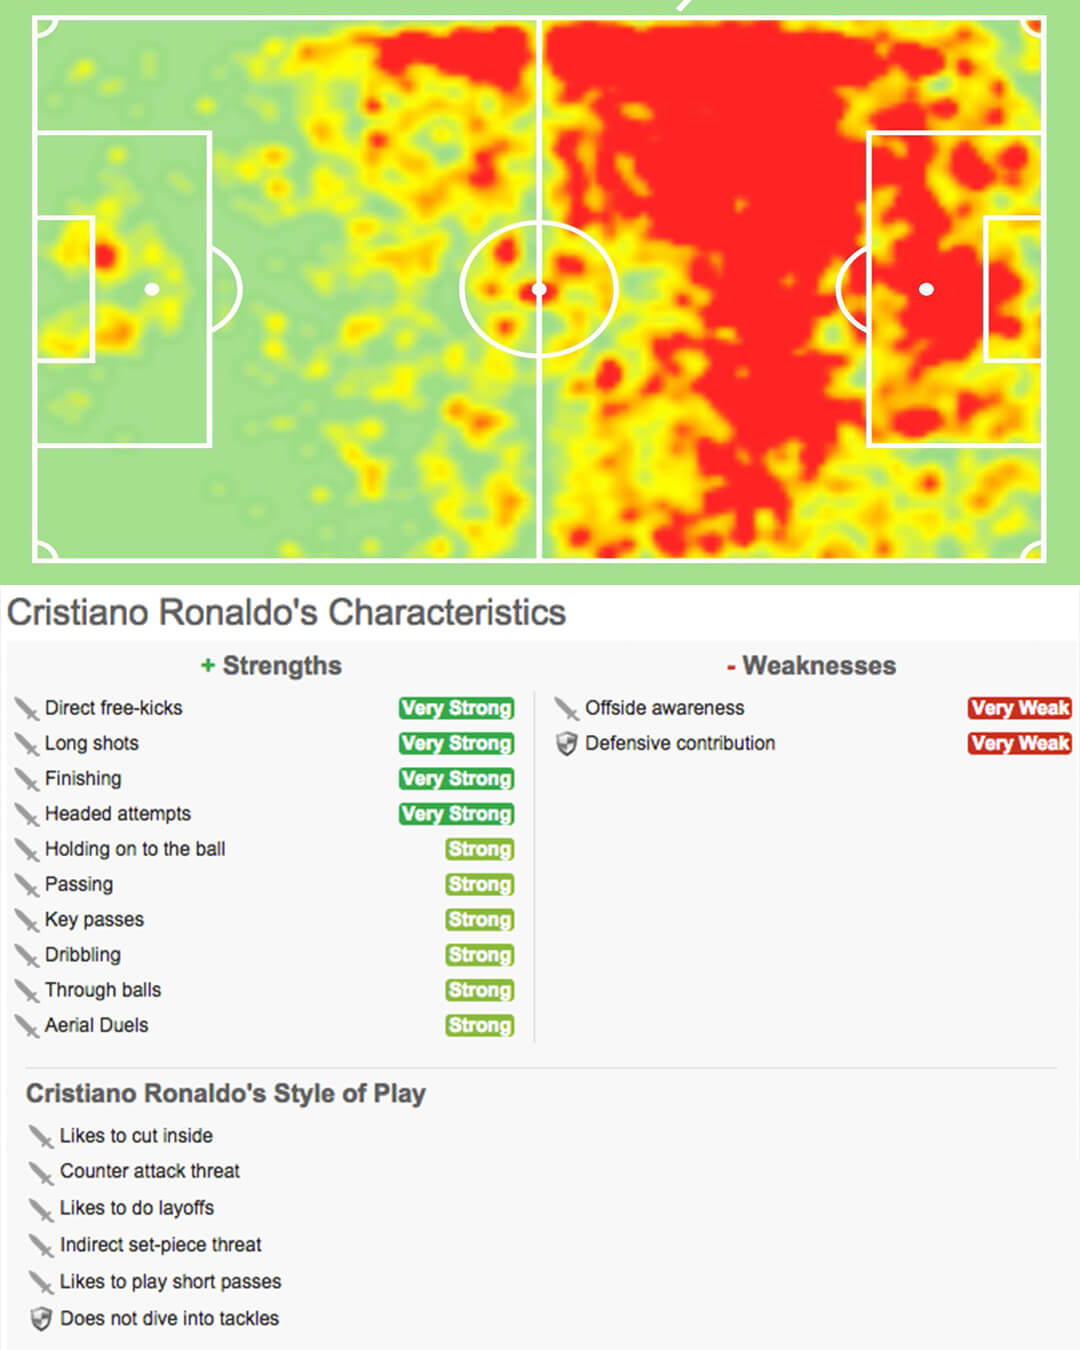 Cristiano Ronaldo's Characteristics
+ Strengths
Direct free-kicks Very Strong
Long shots Very Strong
Finishing Very Strong
Headed attempts Very Strong
Holding on to the ball Strong
Passing Strong
Key passes Strong
Dribbling Strong
Through balls Strong
Aerial Duels Strong
- Weaknesses
Offside awareness Very Weak
Defensive contribution Very Weak
Cristiano Ronaldo's Style of Play
Likes to cut inside
Counter attack threat
Likes to do layoffs
Indirect set-piece threat
Likes to play short passes
Does not dive into tackles